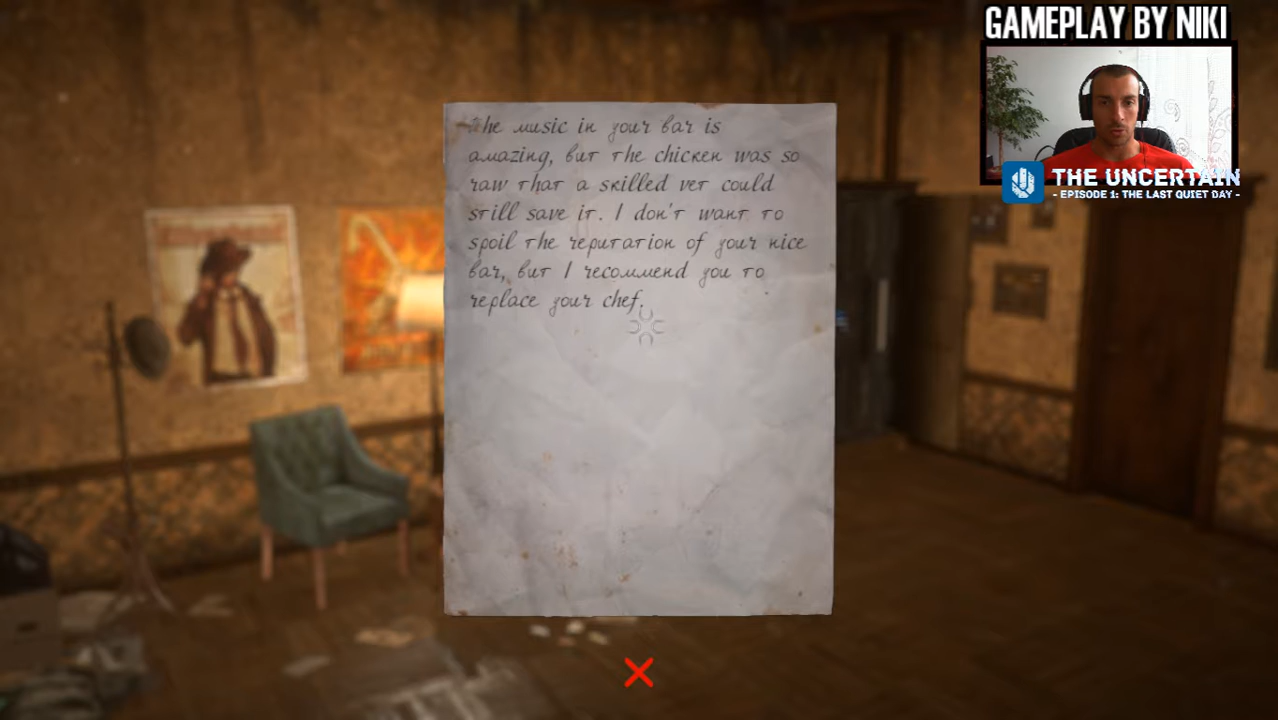 GAMEPLAY BY NIKI
THE UNCERTAIN
- EPISODE 1: THE LAST QUIET DAY -
The music in your bar is
amazing, but the chicken was so
raw that a skilled vet could
still save it. I don't want to
spoil the reputation of your nice
bar, but I recommend you to
replace your chef.